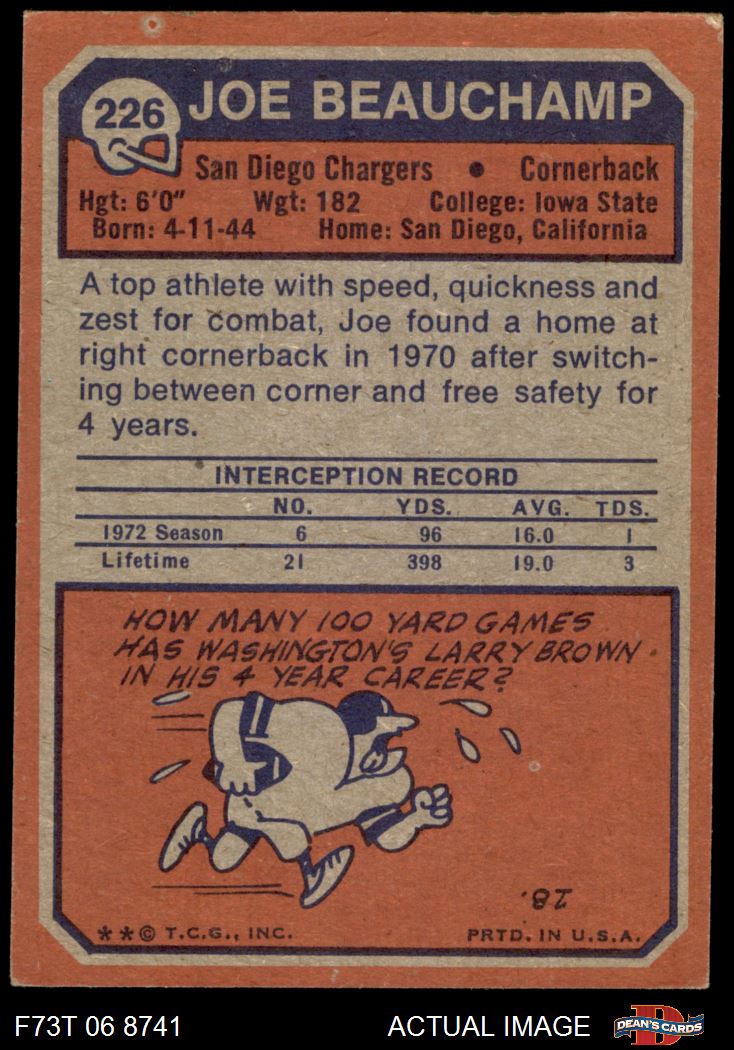 226 JOE BEAUCHAMP
San Diego Chargers • Cornerback
Hgt: 6'0" Wgt: 182 College: Iowa State
Born: 4-11-44 Home: San Diego, California
A top athlete with speed, quickness and
zest for combat, Joe found a home at
right cornerback in 1970 after switch-
ing between corner and free safety for
4 years.
INTERCEPTION RECORD
NO. YDS. AVG. TDS.
1972 Season 6 96 16.0 1
Lifetime 21 398 19.0 3
HOW MANY 100 YARD GAMES
HAS WASHINGTON'S LARRY BROWN
IN HIS 4 YEAR CAREER?
18.
**© T.C.G., INC. PRTD. IN U.S.A.
F73T 06 8741 ACTUAL IMAGE D DEAN'S CARDS